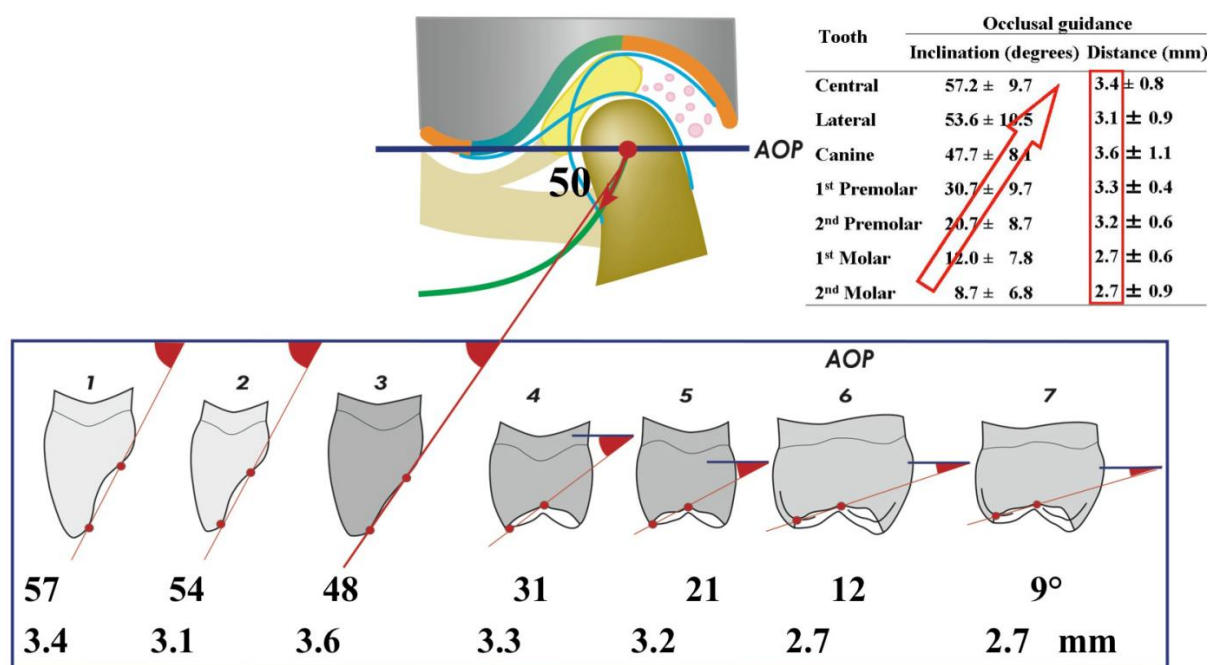 Tooth
Occlusal guidance
Inclination (degrees) Distance (mm)
Central 57.2 ± 9.7 3.4 ± 0.8
Lateral 53.6 ± 10.5 3.1 ± 0.9
Canine 47.7 ± 8.1 3.6 ± 1.1
1st Premolar 30.7 ± 9.7 3.3 ± 0.4
2nd Premolar 20.7 ± 8.7 3.2 ± 0.6
1st Molar 12.0 ± 7.8 2.7 ± 0.6
2nd Molar 8.7 ± 6.8 2.7 ± 0.9
AOP
50
AOP
1 2 3 4 5 6 7
57 54 48 31 21 12 9°
3.4 3.1 3.6 3.3 3.2 2.7 2.7 mm